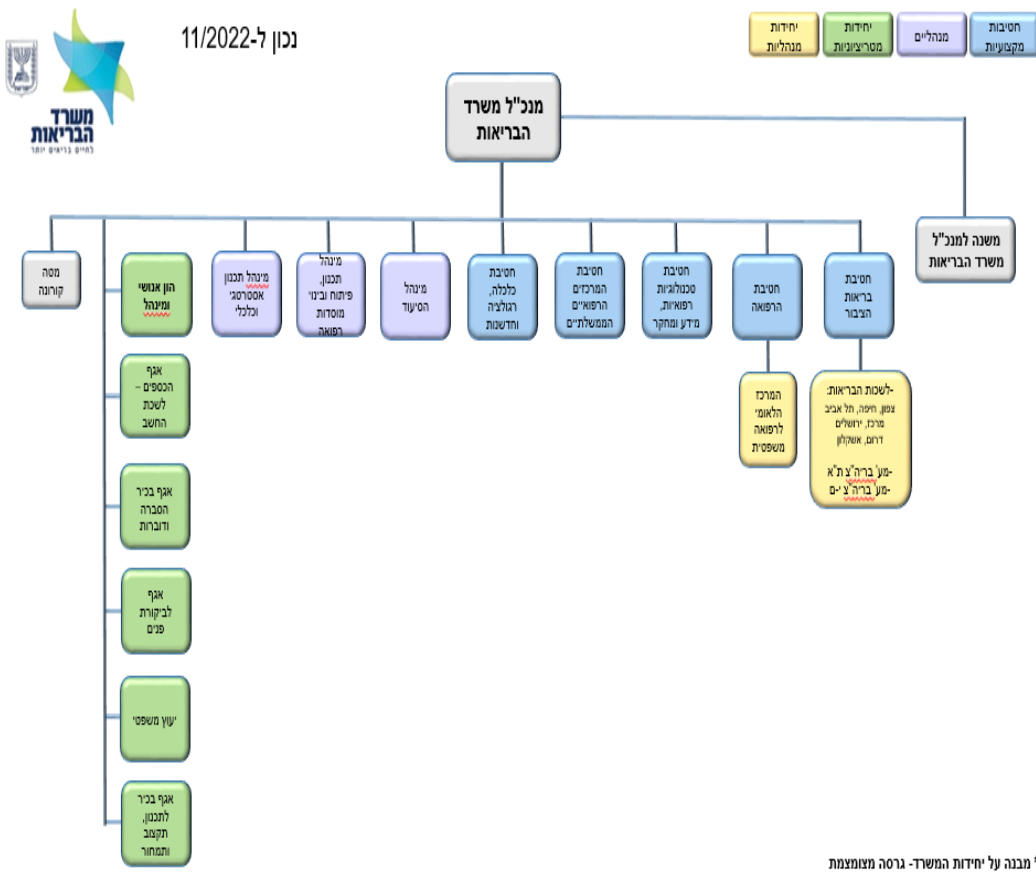 נכון ל-11/2022
משרד
הבריאות
לחיים בריאים יותר
חטיבות
מקצועיות
מנהליים
יחידות
מטריציוניות
יחידות
מנהליות
מנכ"ל משרד
הבריאות
משנה למנכ"ל
משרד הבריאות
חטיבת
בריאות
הציבור
חטיבת
הרפואה
חטיבת
טכנולוגיות
רפואיות,
מידע ומחקר
חטיבת
המרכזים
הרפואיים
הממשלתיים
חטיבת
כלכלה,
רגולציה
וחדשנות
מינהל
הסיעוד
מינהל
תכנון,
פיתוח ובינוי
מוסדות
רפואה
מינהל תכנון
אסטרטגי
וכלכלי
הון אנושי
ומינהל
מטה
קורונה
-לשכות הבריאות:
צפון, חיפה, תל אביב
מרכז, ירושלים
דרום, אשקלון
-מע' בריה"צ ת"א
-מע' בריה"צ י-ם
המרכז
הלאומי
לרפואה
משפטית
אגף
הכספים –
לשכת
החשב
אגף בכיר
הסברה
ודוברות
אגף
לביקורת
פנים
יעוץ משפטי
אגף בכיר
לתכנון,
תקצוב
ותמחור
* מבנה על יחידות המשרד- גרסה מצומצמת